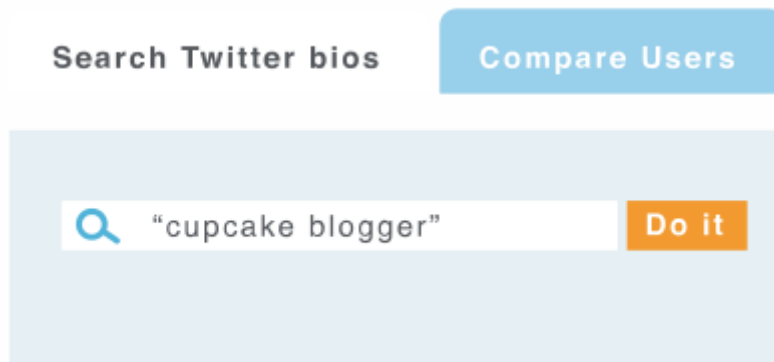 Search Twitter bios
Compare Users
“cupcake blogger”
Do it